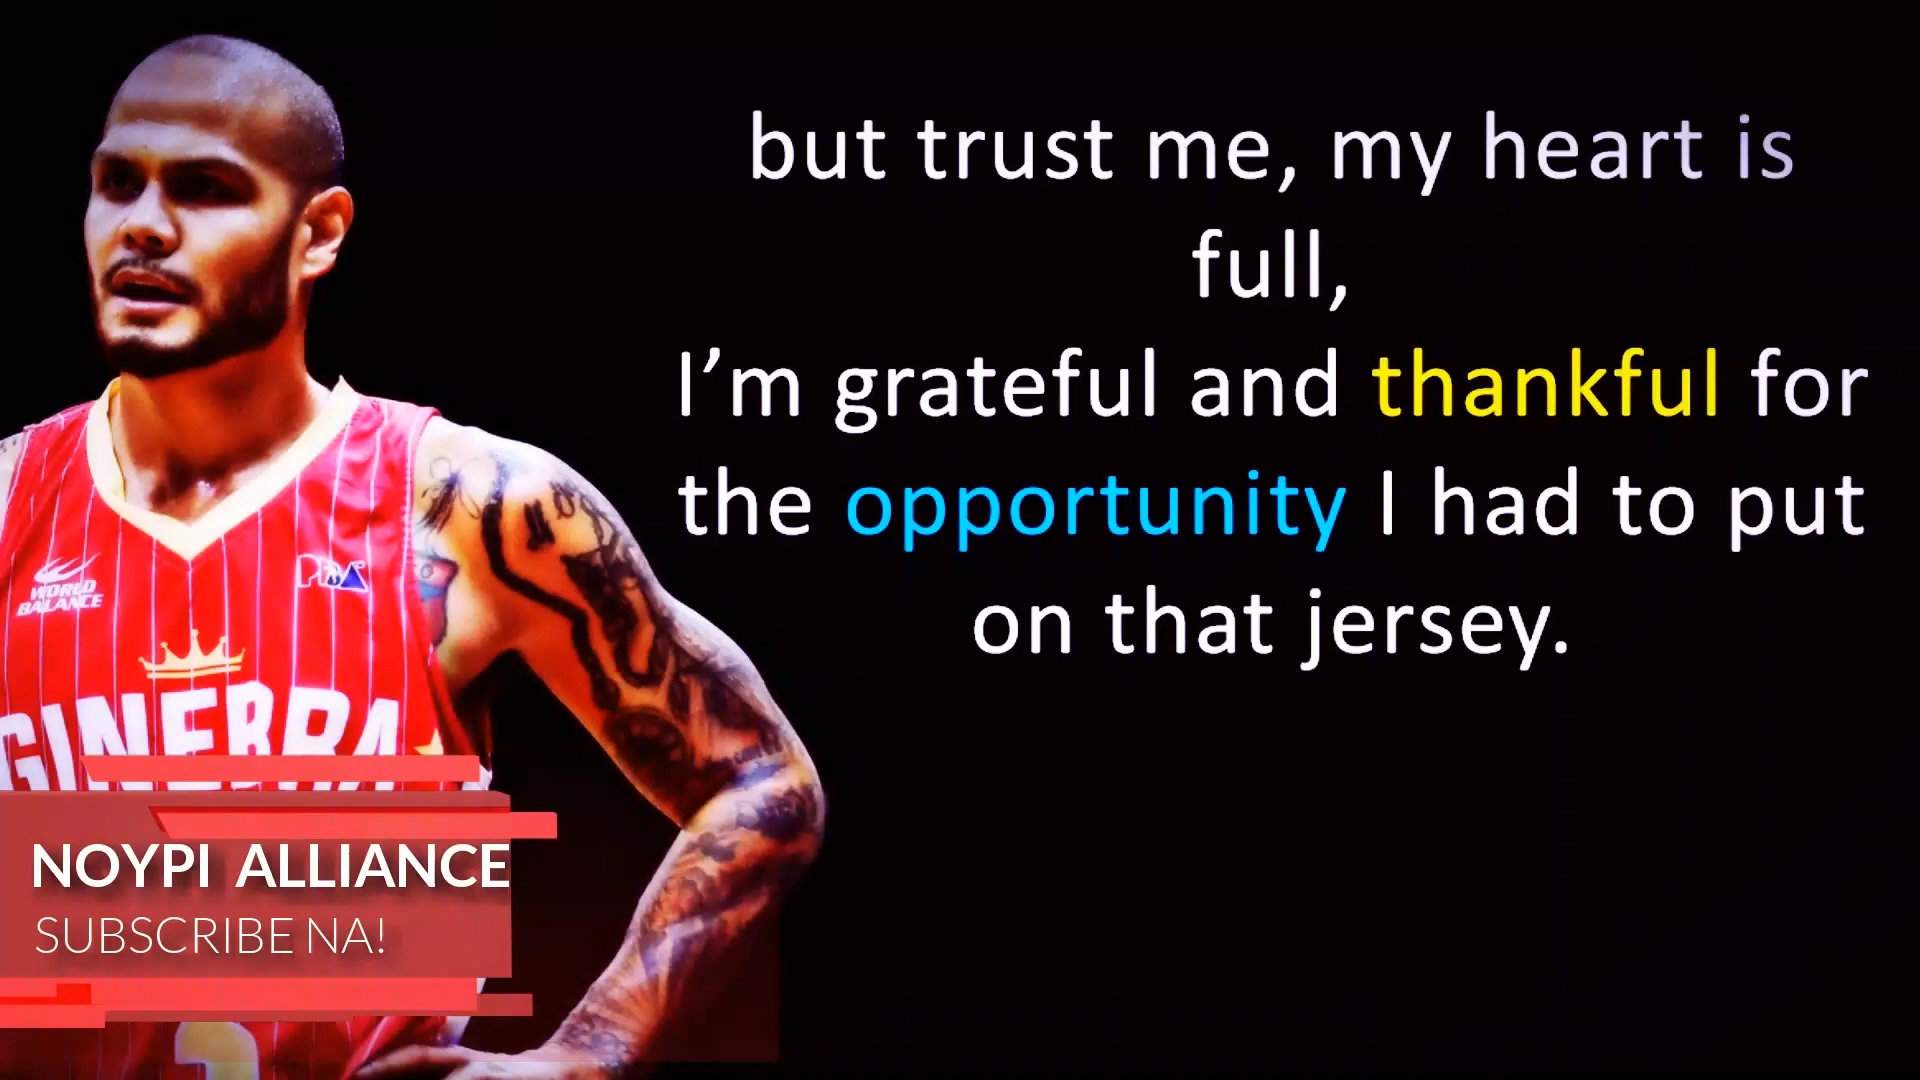 but trust me, my heart is
full,
I’m grateful and thankful for
the opportunity I had to put
on that jersey.
WORLD
BALANCE
PBA
GINEBRA
NOYPI ALLIANCE
SUBSCRIBE NA!